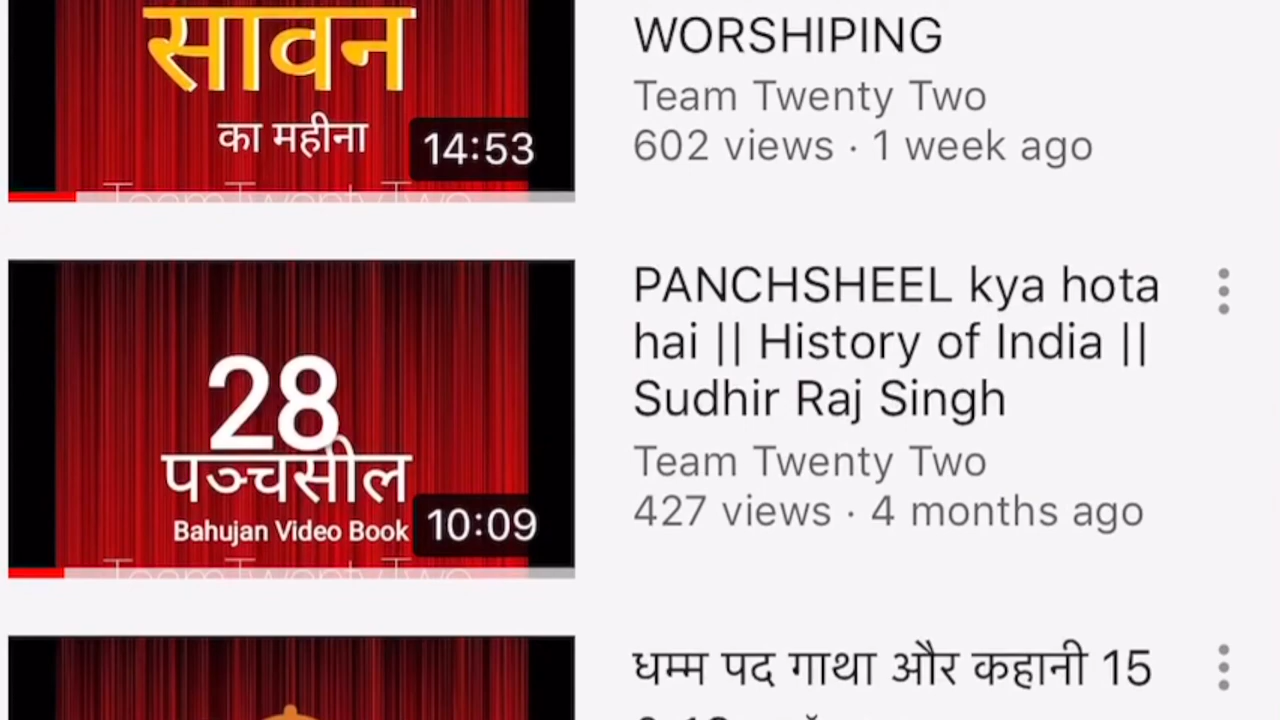 सावन
का महीना
14:53
WORSHIPING
Team Twenty Two
602 views · 1 week ago
28
पञ्चसील
Bahujan Video Book
10:09
PANCHSHEEL kya hota
hai || History of India ||
Sudhir Raj Singh
Team Twenty Two
427 views · 4 months ago
धम्म पद गाथा और कहानी 15